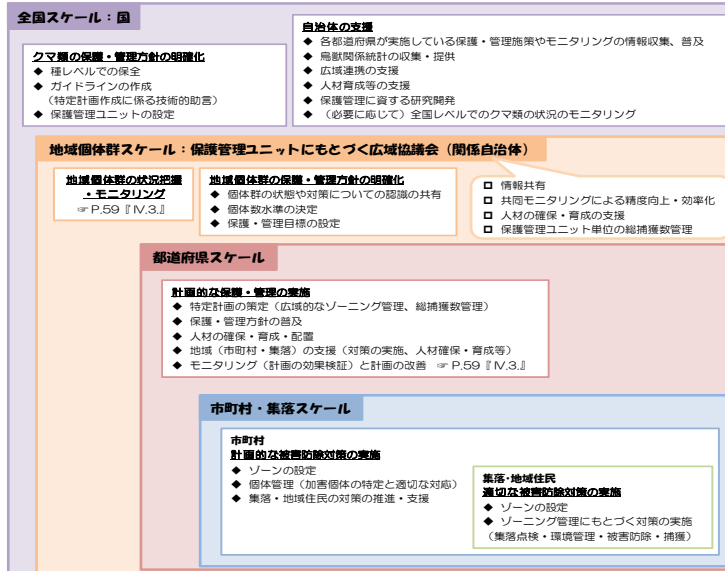 全国スケール：国
クマ類の保護・管理方針の明確化
◆ 種レベルでの保全
◆ ガイドラインの作成
（特定計画作成に係る技術的助言）
◆ 保護管理ユニットの設定
自治体の支援
◆ 各都道府県が実施している保護・管理施策やモニタリングの情報収集、普及
◆ 鳥獣関係統計の収集・提供
◆ 広域連携の支援
◆ 人材育成等の支援
◆ 保護管理に資する研究開発
◆ （必要に応じて）全国レベルでのクマ類の状況のモニタリング
地域個体群スケール：保護管理ユニットにもとづく広域協議会（関係自治体）
地域個体群の状況把握
・モニタリング
☞ P.59『Ⅳ.3.』
地域個体群の保護・管理方針の明確化
◆ 個体群の状態や対策についての認識の共有
◆ 個体数水準の決定
◆ 保護・管理目標の設定
□ 情報共有
□ 共同モニタリングによる精度向上・効率化
□ 人材の確保・育成の支援
□ 保護管理ユニット単位の総捕獲数管理
都道府県スケール
計画的な保護・管理の実施
◆ 特定計画の策定（広域的なゾーニング管理、総捕獲数管理）
◆ 保護・管理方針の普及
◆ 人材の確保・育成・配置
◆ 地域（市町村・集落）の支援（対策の実施、人材確保・育成等）
◆ モニタリング（計画の効果検証）と計画の改善 ☞ P.59『Ⅳ.3.』
市町村・集落スケール
市町村
計画的な被害防除対策の実施
◆ ゾーンの設定
◆ 個体管理（加害個体の特定と適切な対応）
◆ 集落・地域住民の対策の推進・支援
集落・地域住民
適切な被害防除対策の実施
◆ ゾーンの設定
◆ ゾーニング管理にもとづく対策の実施
（集落点検・環境管理・被害防除・捕獲）